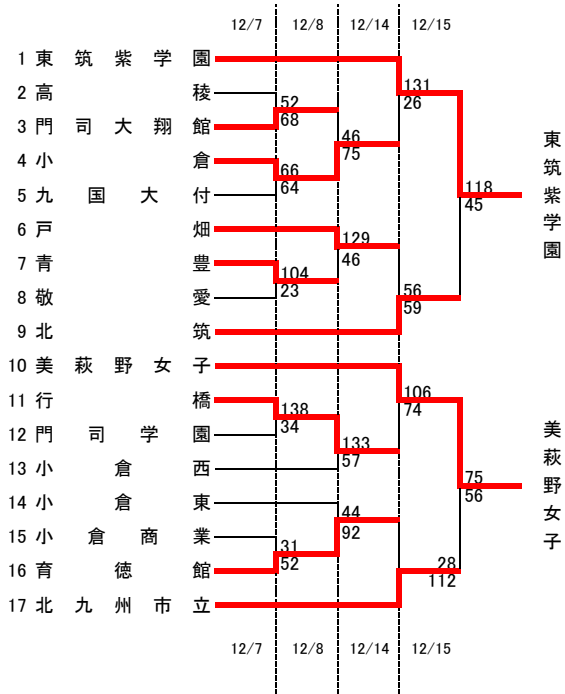 12/7 12/8 12/14 12/15
1 東筑紫学園
131
2 高稜
26
52
3 門司大翔館
68
46
4 小倉
75
66
118
5 九国大付
64
45
6 戸畑
129
7 青豊
46
104
8 敬愛
23
56
9 北筑
59
東筑紫学園
10 美萩野女子
106
11 行橋
74
138
12 門司学園
34
133
13 小倉西
57
75
14 小倉東
56
44
15 小倉商業
92
31
16 育徳館
52
28
112
17 北九州市立
美萩野女子
12/7 12/8 12/14 12/15